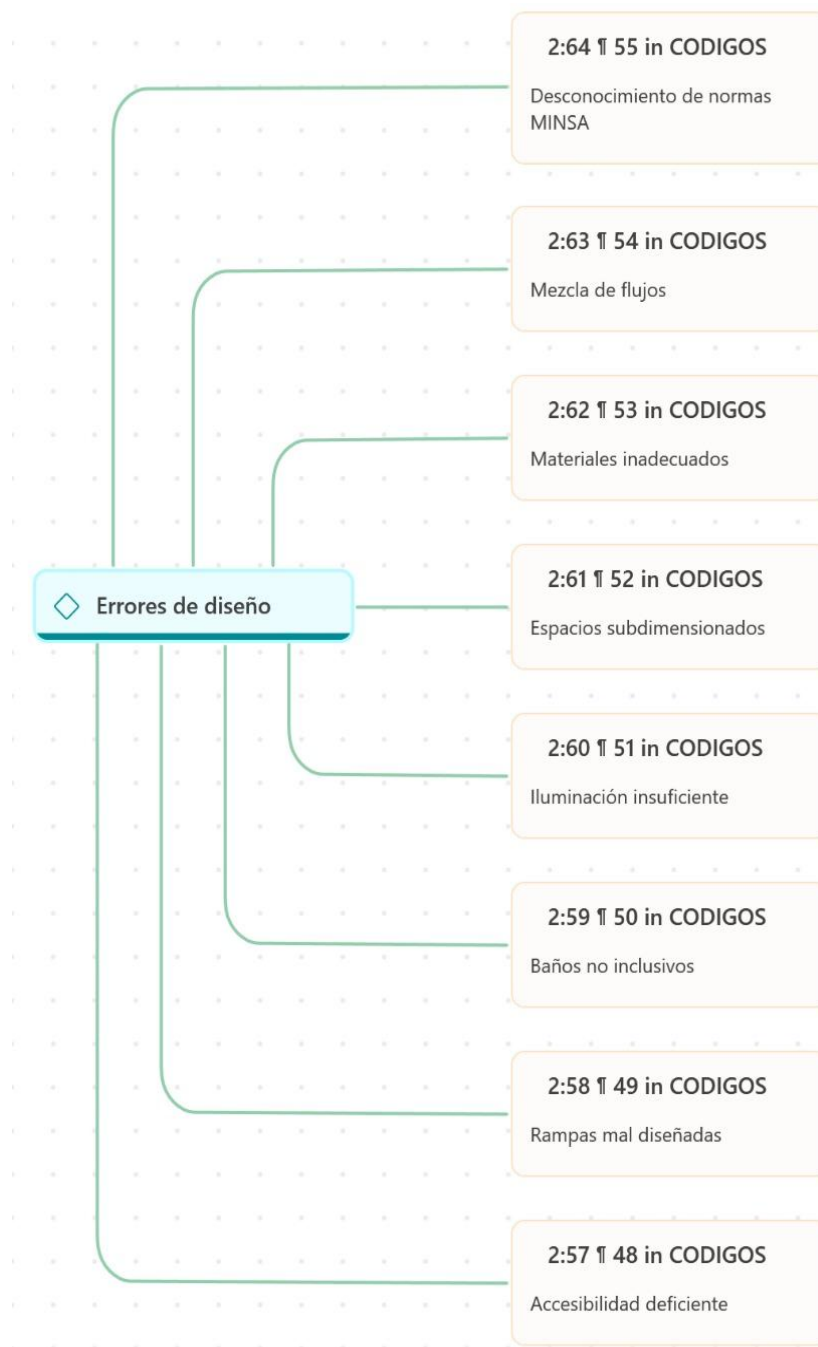 2:64 ¶ 55 in CODIGOS
Desconocimiento de normas
MINSA
2:63 ¶ 54 in CODIGOS
Mezcla de flujos
2:62 ¶ 53 in CODIGOS
Materiales inadecuados
Errores de diseño
2:61 ¶ 52 in CODIGOS
Espacios subdimensionados
2:60 ¶ 51 in CODIGOS
Iluminación insuficiente
2:59 ¶ 50 in CODIGOS
Baños no inclusivos
2:58 ¶ 49 in CODIGOS
Rampas mal diseñadas
2:57 ¶ 48 in CODIGOS
Accesibilidad deficiente